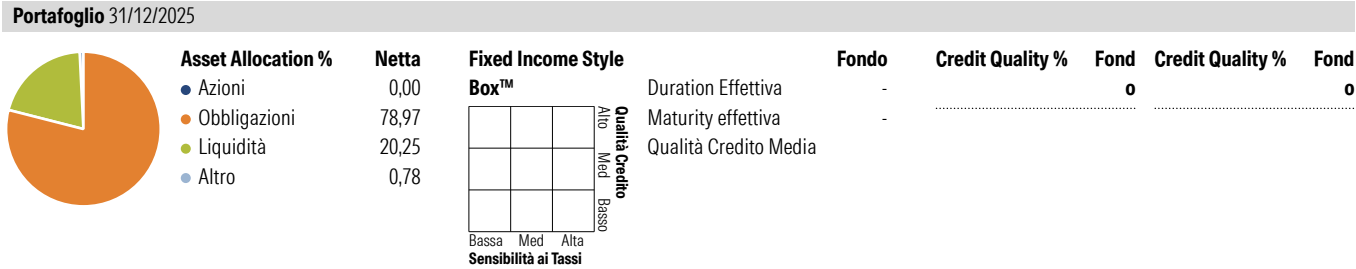 Portafoglio 31/12/2025
Asset Allocation % Netta
Azioni 0,00
Obbligazioni 78,97
Liquidità 20,25
Altro 0,78
Fixed Income Style
Box™
Alto Med Basso
Qualità Credito
Bassa Med Alta
Sensibilità ai Tassi
Fondo
Duration Effettiva -
Maturity effettiva -
Qualità Credito Media
Credit Quality % Fond
o
Credit Quality % Fond
o